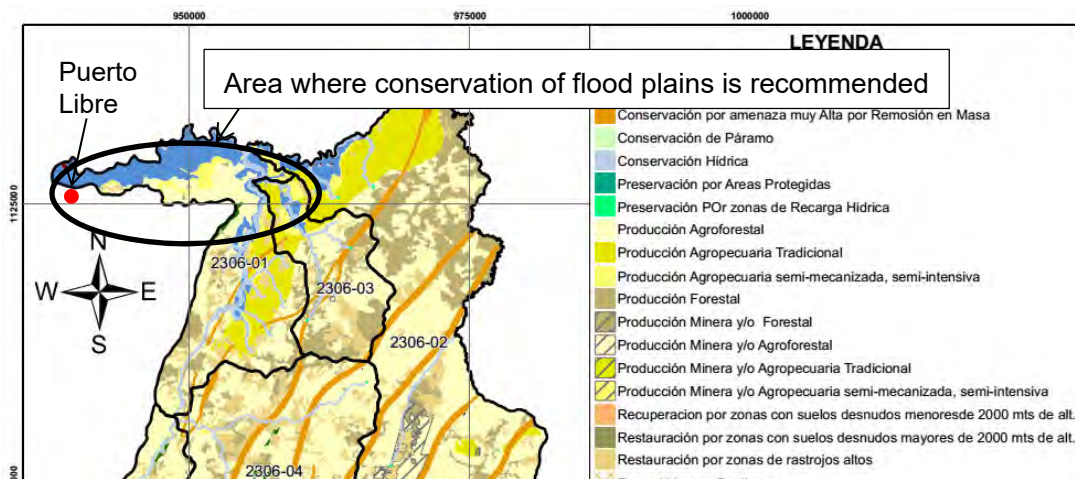 950000
975000
1000000
LEYENDA
Puerto
Libre
Area where conservation of flood plains is recommended
Conservación por amenaza muy Alta por Remosión en Masa
Conservación de Páramo
Conservación Hídrica
Preservación por Areas Protegidas
Preservación POr zonas de Recarga Hidrica
Producción Agroforestal
Producción Agropecuaria Tradicional
Producción Agropecuaria semi-mecanizada, semi-intensiva
Producción Forestal
Producción Minera y/o Forestal
Producción Minera y/o Agroforestal
Producción Minera y/o Agropecuaria Tradicional
Producción Minera y/o Agropecuaria semi-mecanizada, semi-intensiva
Recuperacion por zonas con suelos desnudos menoresde 2000 mts de alt.
Restauración por zonas con suelos desnudos mayores de 2000 mts de alt.
Restauración por zonas de rastrojos altos
1125000
N
W
E
S
2306-01
2306-03
2306-02
2306-04